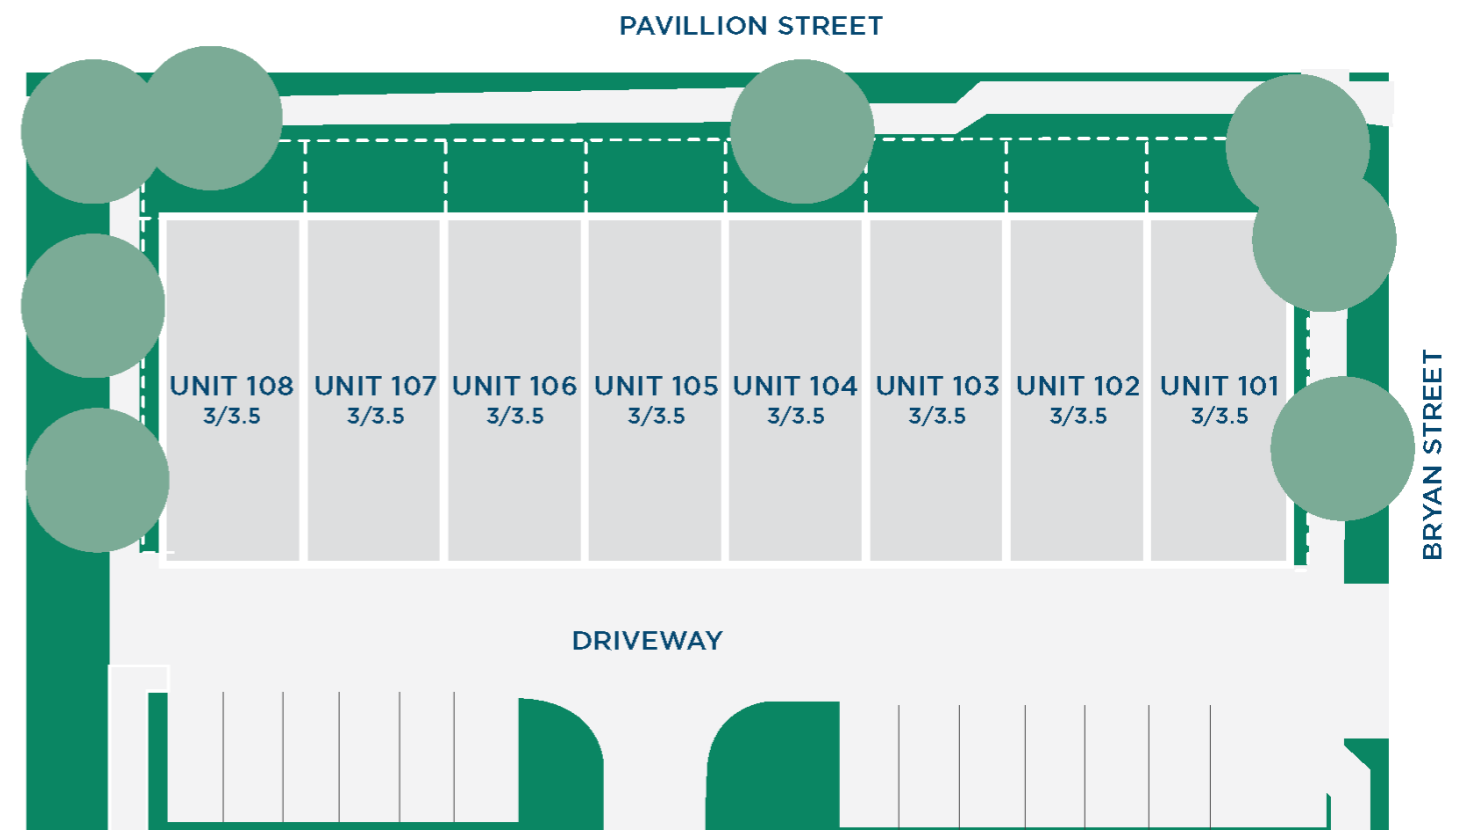 PAVILLION STREET
UNIT 108
3/3.5
UNIT 107
3/3.5
UNIT 106
3/3.5
UNIT 105
3/3.5
UNIT 104
3/3.5
UNIT 103
3/3.5
UNIT 102
3/3.5
UNIT 101
3/3.5
BRYAN STREET
DRIVEWAY